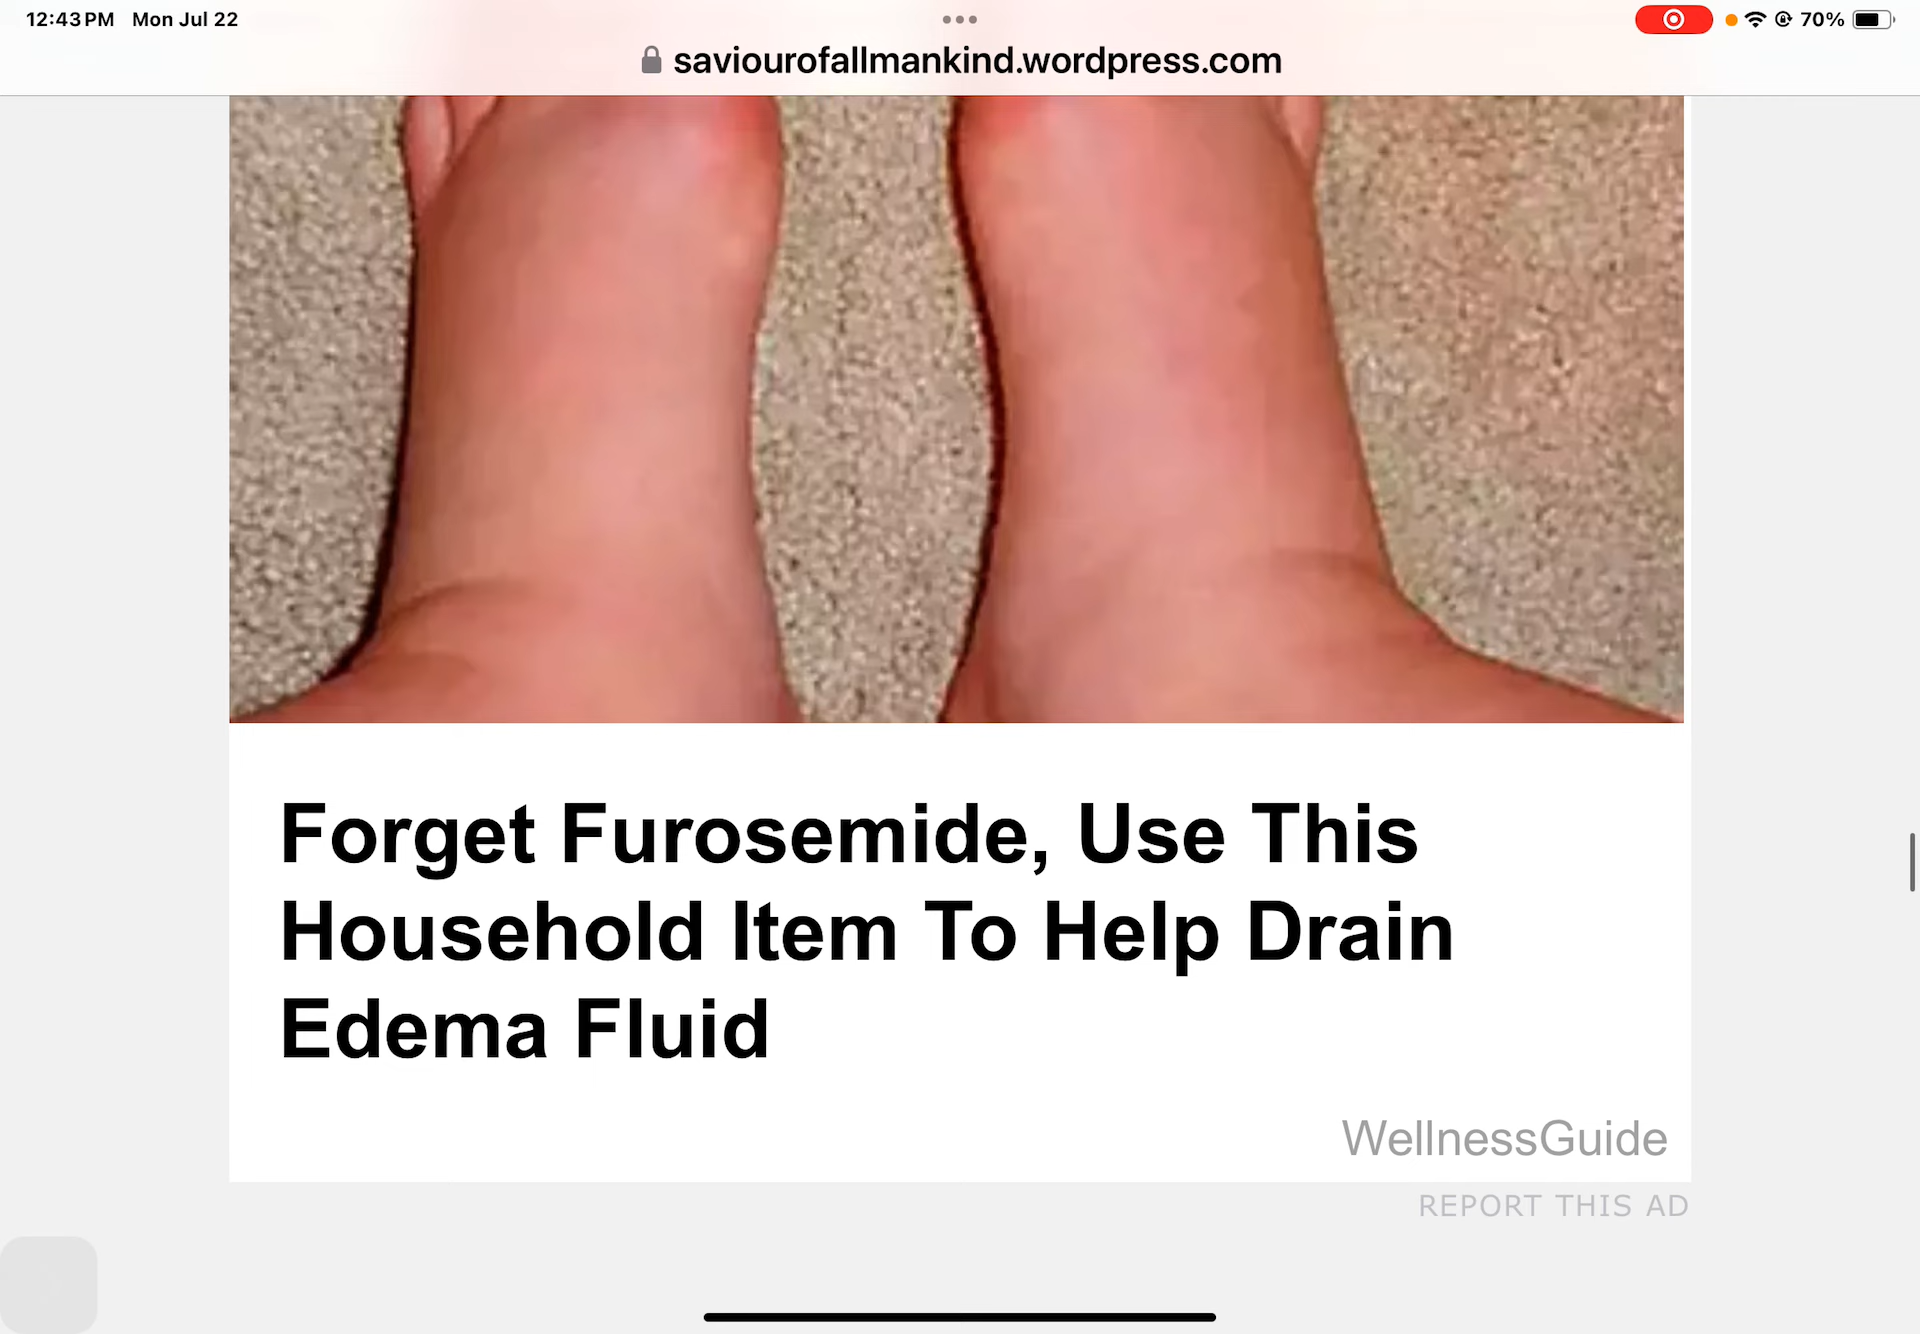 12:43 PM Mon Jul 22
70%
saviourofallmankind.wordpress.com
Forget Furosemide, Use This
Household Item To Help Drain
Edema Fluid
WellnessGuide
REPORT THIS AD